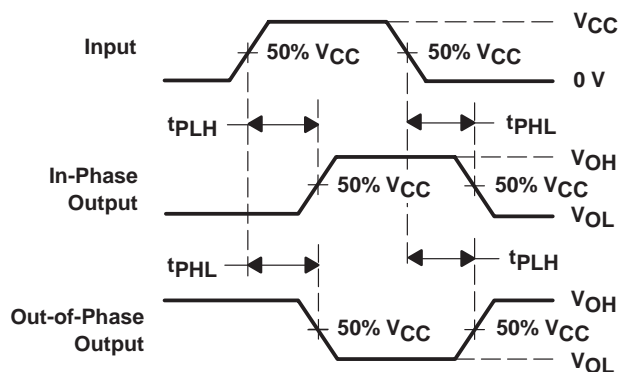 VCC
Input
50% VCC
50% VCC
0 V
tPLH
tPHL
In-Phase
Output
50% VCC
50% VCC
VOH
VOL
tPHL
tPLH
Out-of-Phase
Output
50% VCC
50% VCC
VOH
VOL